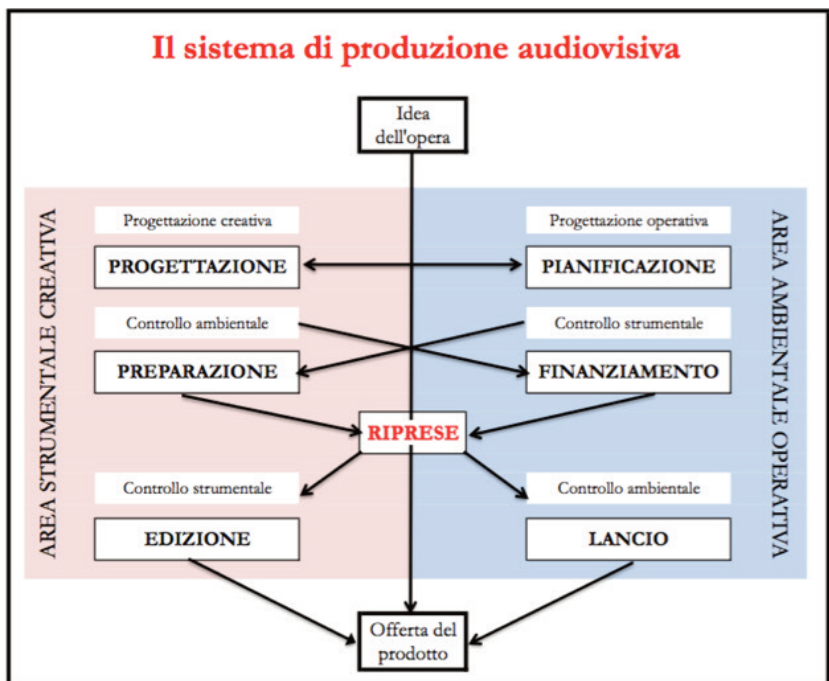 Il sistema di produzione audiovisiva
Idea
dell'opera
AREA STRUMENTALE CREATIVA
AREA AMBIENTALE OPERATIVA
Progettazione creativa
Progettazione operativa
PROGETTAZIONE
PIANIFICAZIONE
Controllo ambientale
Controllo strumentale
PREPARAZIONE
FINANZIAMENTO
RIPRESE
Controllo strumentale
Controllo ambientale
EDIZIONE
LANCIO
Offerta del
prodotto